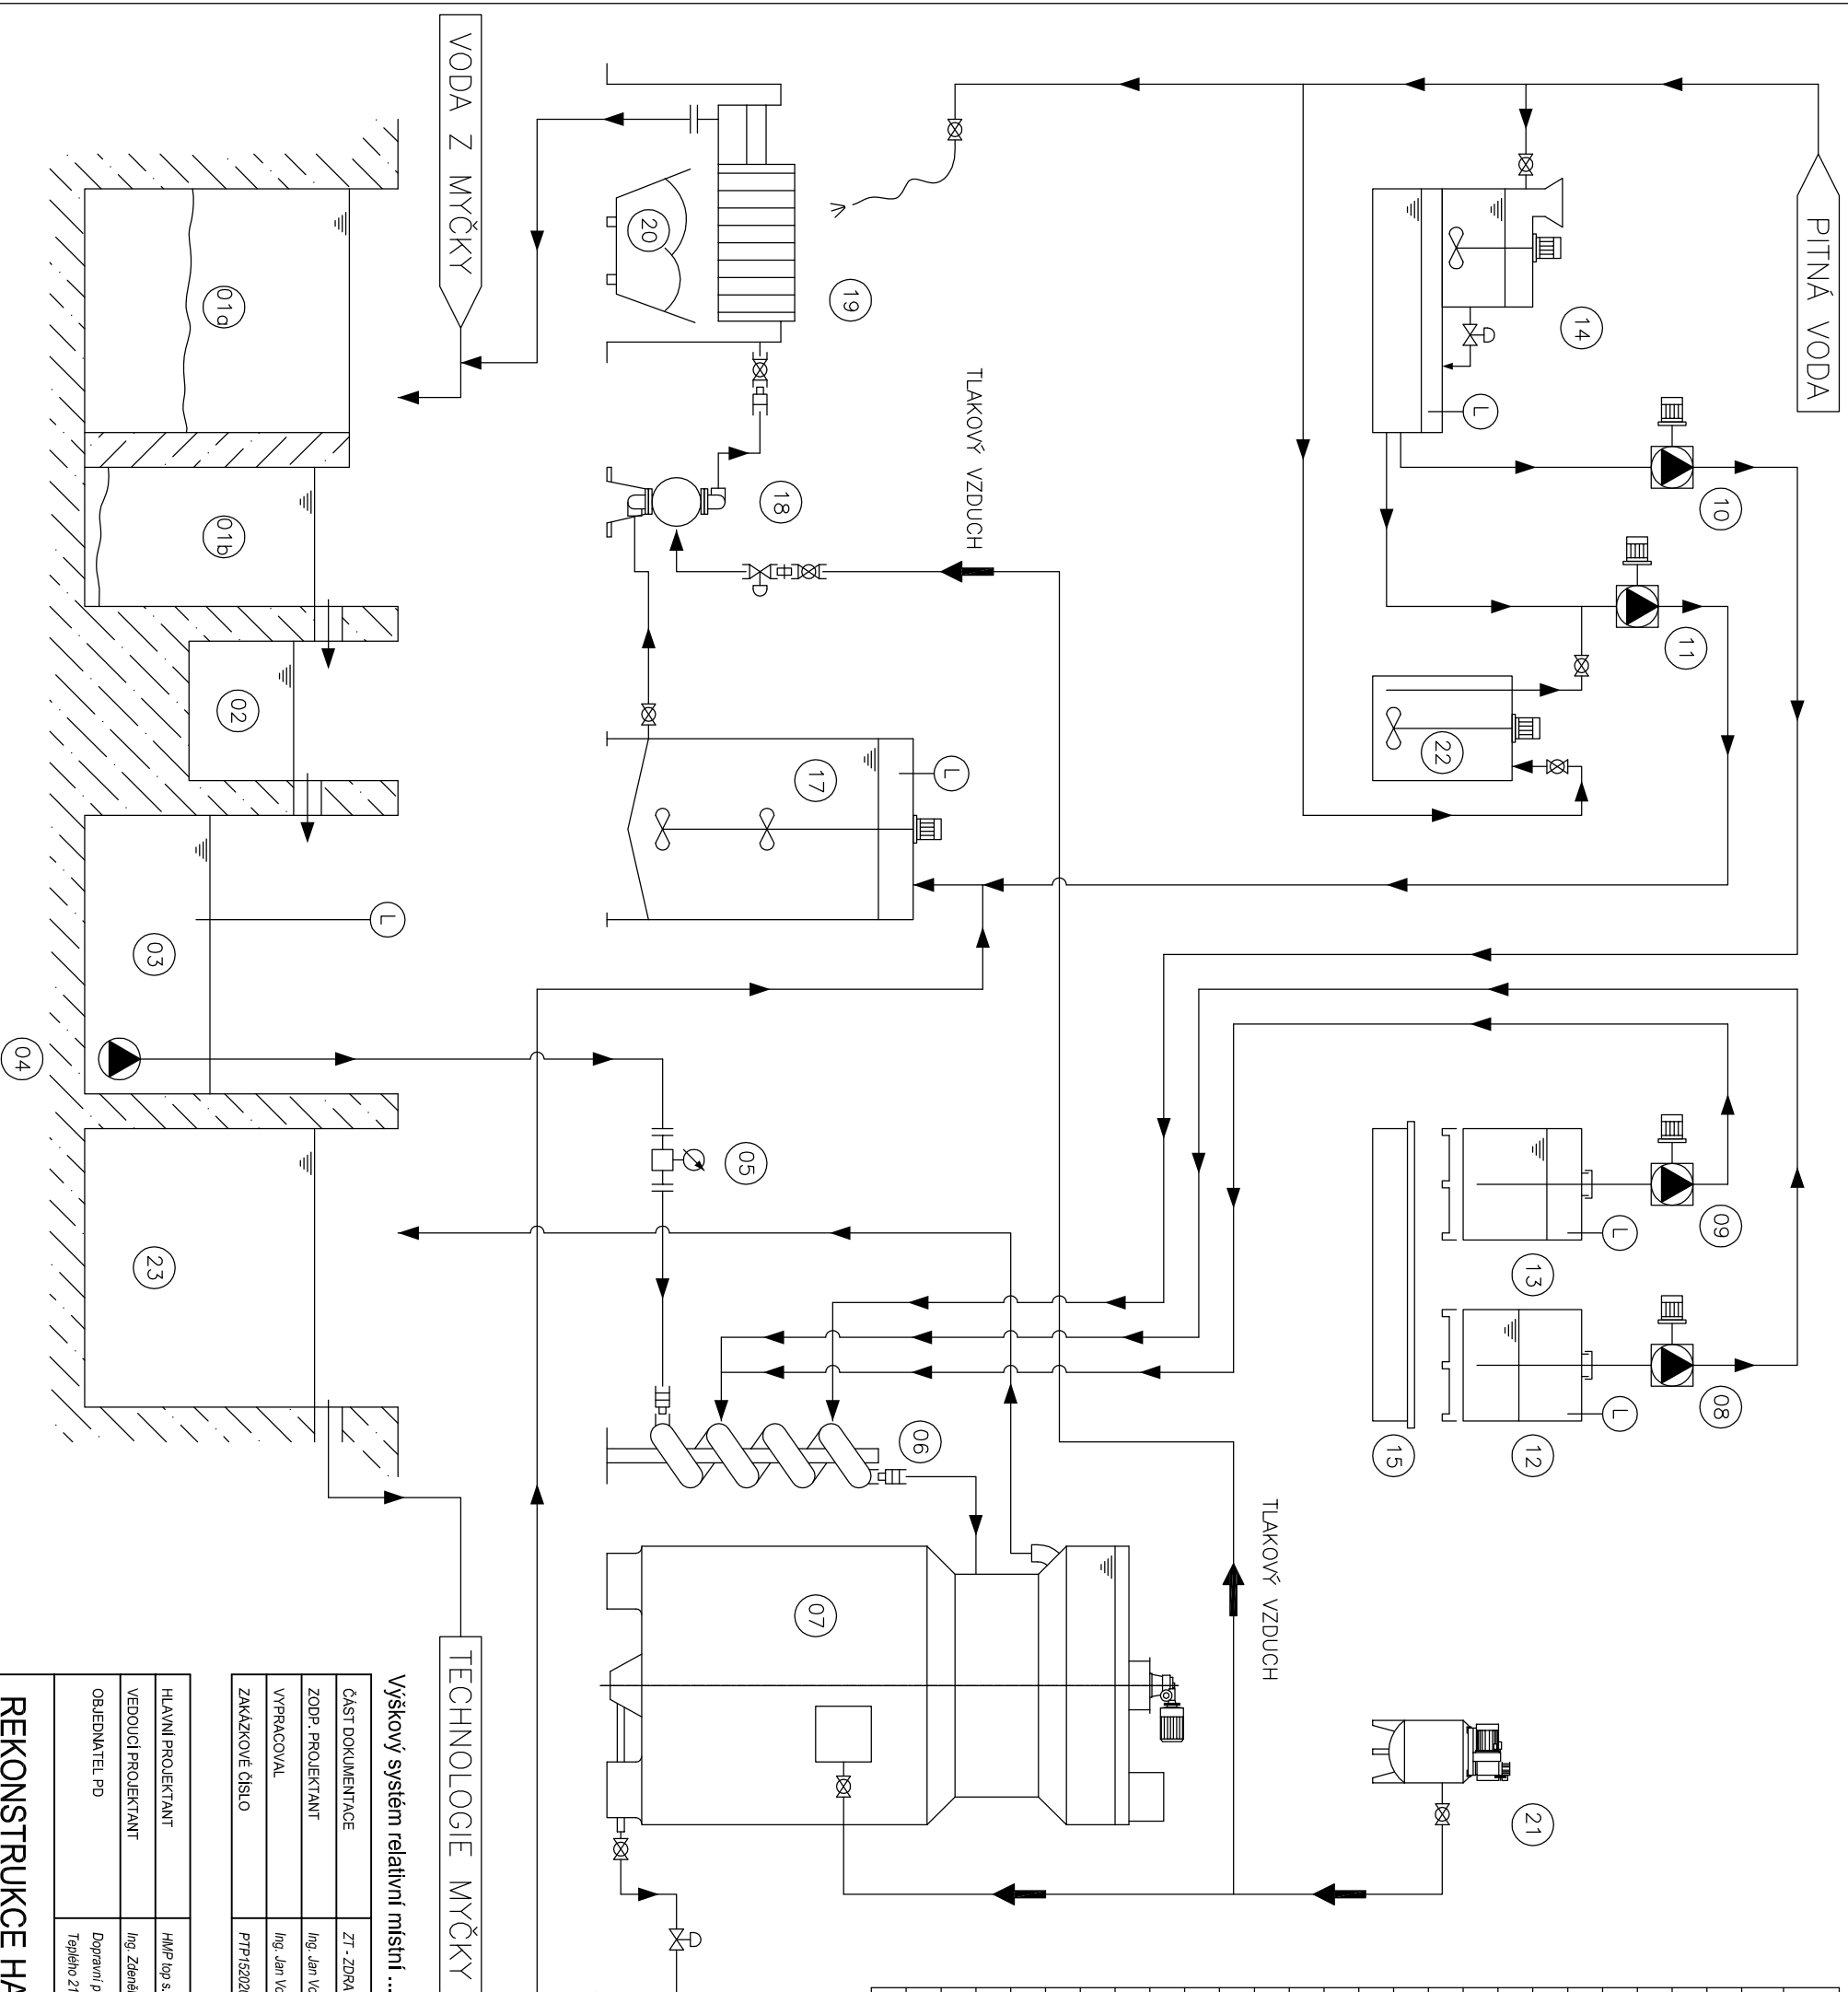 PITNÁ VODA
VODA Z MYČKY
TLAKOVÝ VZDUCH
TLAKOVÝ VZDUCH
TECHNOLOGIE MYČKY
14
10
11
22
19
20
18
17
01a
01b
02
03
04
05
06
07
09
13
08
12
15
21
23
L
L
L
L
L
Výškový systém relativní místní ...
ČÁST DOKUMENTACE
ZT - ZDRA
ZODP. PROJEKTANT
Ing. Jan Vo
VYPRACOVAL
Ing. Jan Vo
ZAKÁZKOVÉ ČÍSLO
HLAVNÍ PROJEKTANT
HMP top s.
VEDOUCÍ PROJEKTANT
Ing. Zdeně
OBJEDNATEL PD
Dopravní p
Teplého 21
REKONSTRUKCE HA